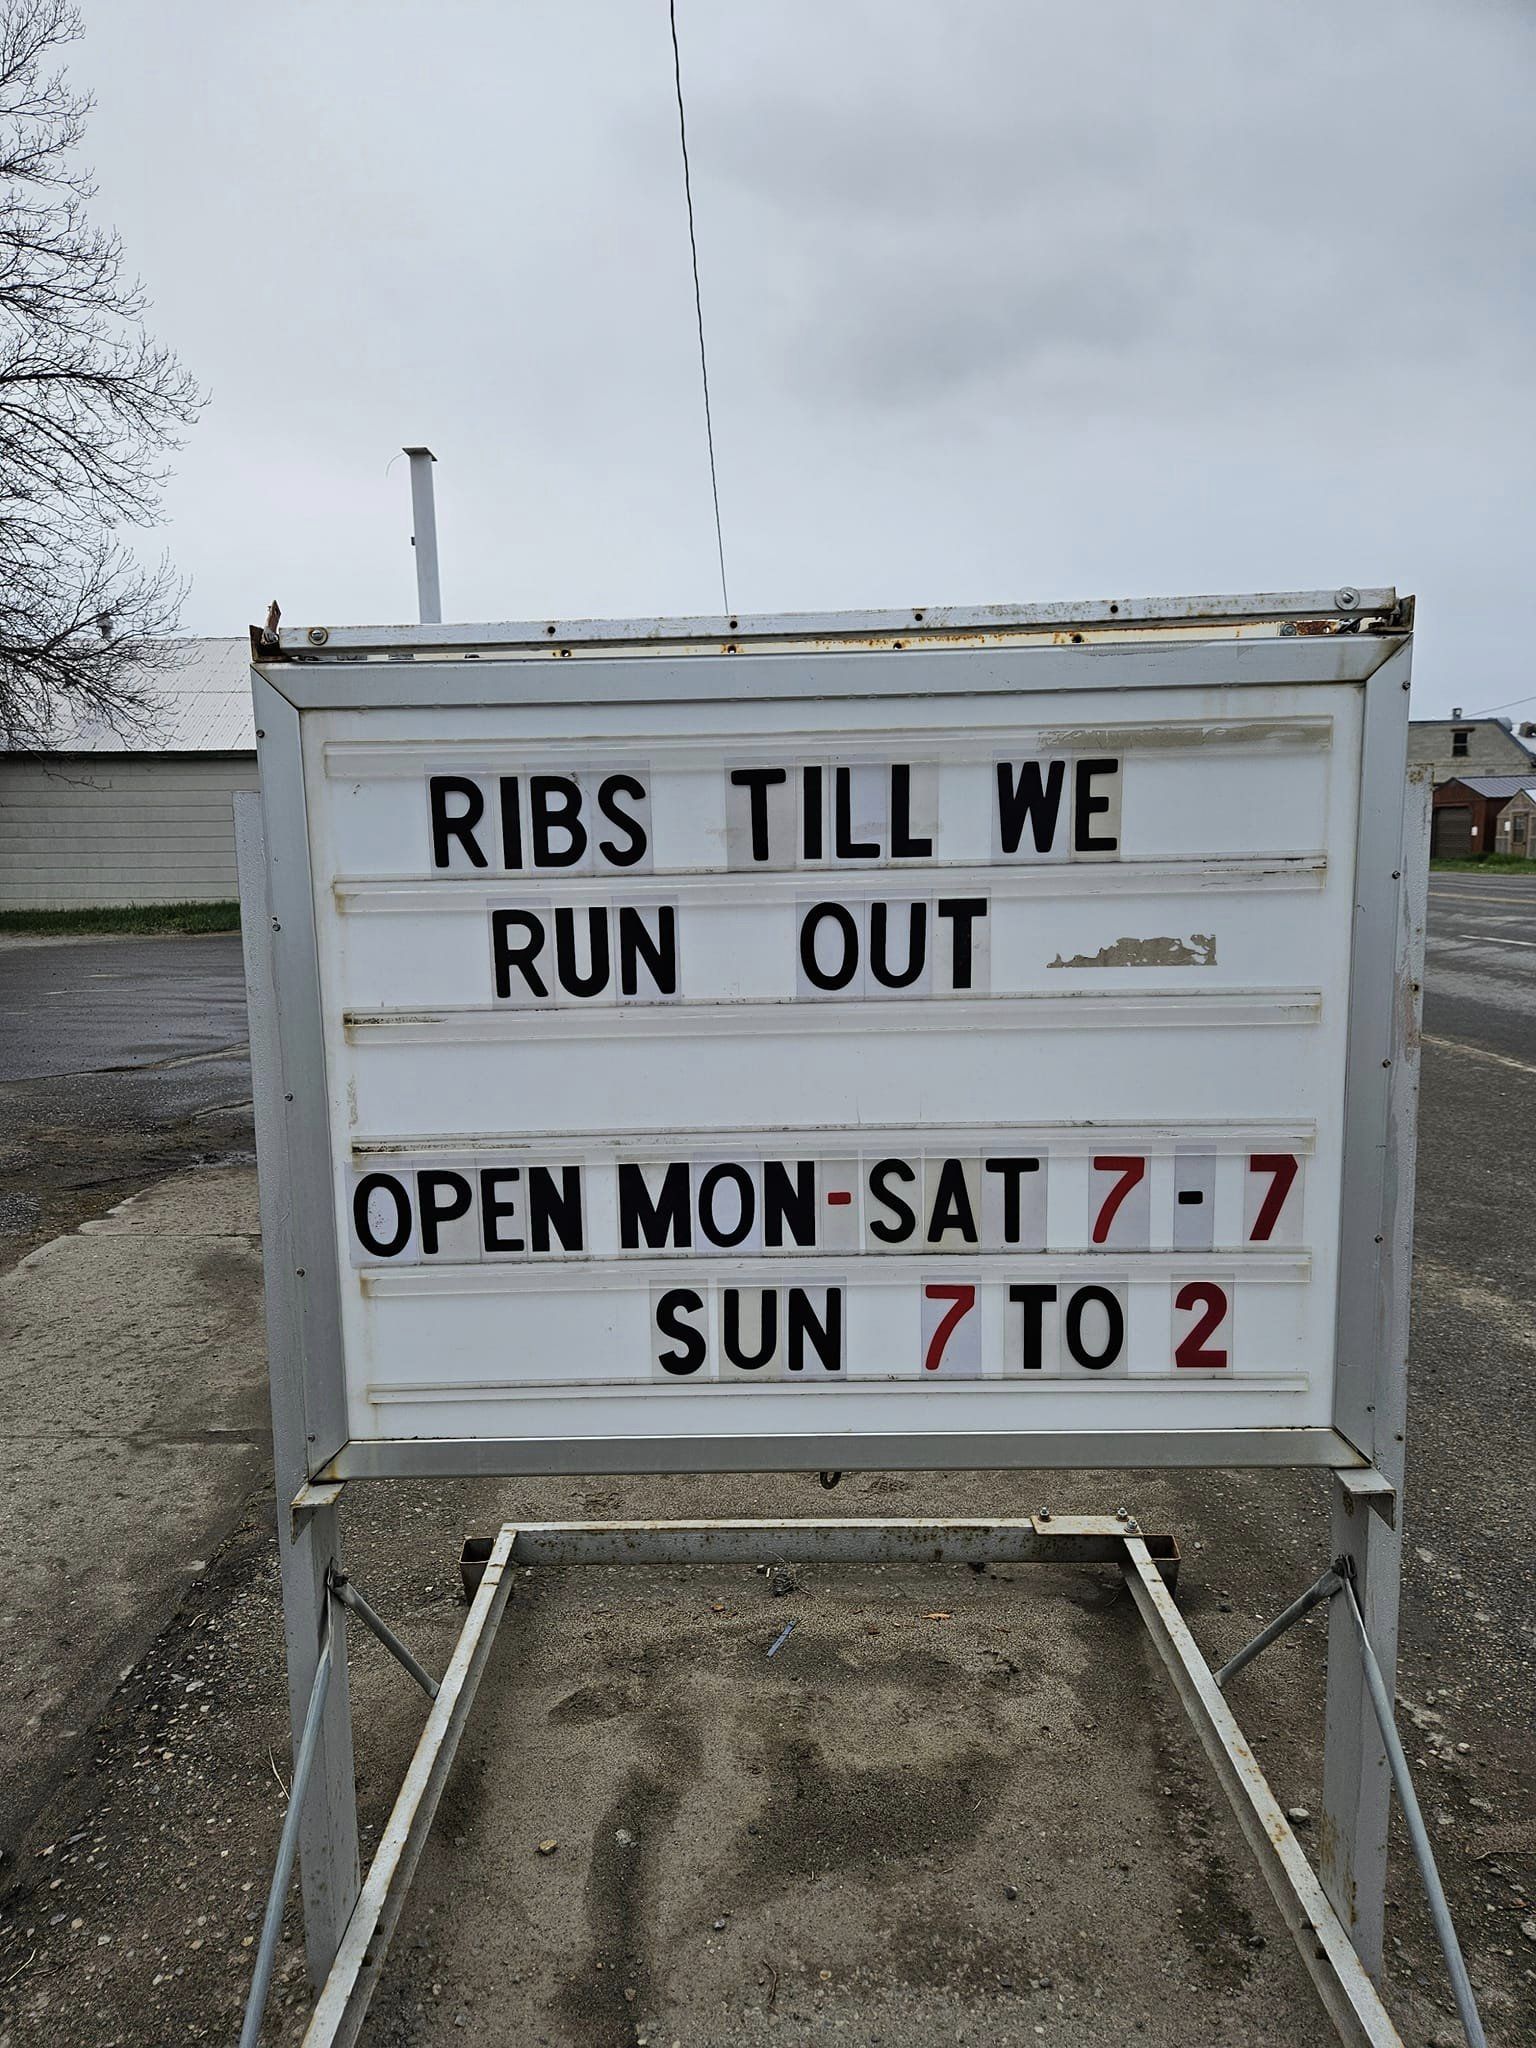 RIBS TILL WE
RUN OUT
OPEN MON-SAT 7-7
SUN 7 TO 2